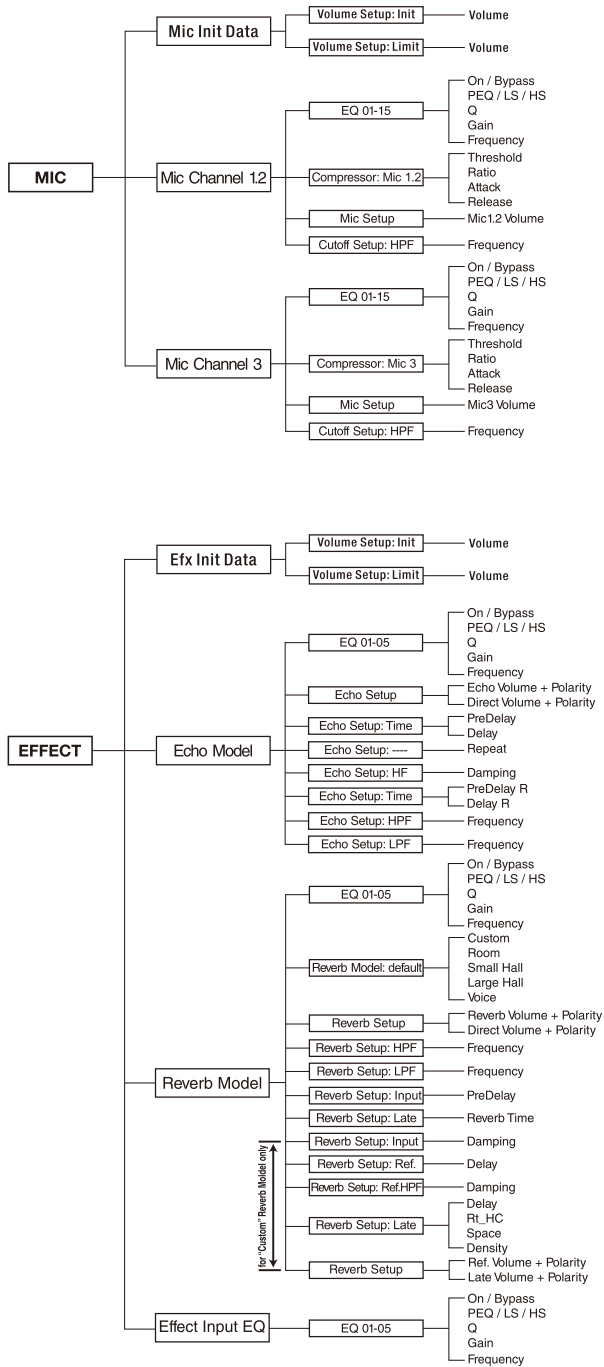 MIC
Mic Init Data
Volume Setup: Init
Volume
Volume Setup: Limit
Volume
Mic Channel 1.2
EQ 01-15
On / Bypass
PEQ / LS / HS
Q
Gain
Frequency
Compressor: Mic 1.2
Threshold
Ratio
Attack
Release
Mic Setup
Mic1.2 Volume
Cutoff Setup: HPF
Frequency
Mic Channel 3
EQ 01-15
On / Bypass
PEQ / LS / HS
Q
Gain
Frequency
Compressor: Mic 3
Threshold
Ratio
Attack
Release
Mic Setup
Mic3 Volume
Cutoff Setup: HPF
Frequency
EFFECT
Efx Init Data
Volume Setup: Init
Volume
Volume Setup: Limit
Volume
Echo Model
EQ 01-05
On / Bypass
PEQ / LS / HS
Q
Gain
Frequency
Echo Setup
Echo Volume + Polarity
Direct Volume + Polarity
Echo Setup: Time
PreDelay
Delay
Echo Setup: ----
Repeat
Echo Setup: HF
Damping
Echo Setup: Time
PreDelay R
Delay R
Echo Setup: HPF
Frequency
Echo Setup: LPF
Frequency
Reverb Model
EQ 01-05
On / Bypass
PEQ / LS / HS
Q
Gain
Frequency
Reverb Model: default
Custom
Room
Small Hall
Large Hall
Voice
Reverb Setup
Reverb Volume + Polarity
Direct Volume + Polarity
Reverb Setup: HPF
Frequency
Reverb Setup: LPF
Frequency
Reverb Setup: Input
PreDelay
Reverb Setup: Late
Reverb Time
for "Custom" Reverb Moldel only
Reverb Setup: Input
Damping
Reverb Setup: Ref.
Delay
Reverb Setup: Ref.HPF
Damping
Reverb Setup: Late
Delay
Rt_HC
Space
Density
Reverb Setup
Ref. Volume + Polarity
Late Volume + Polarity
Effect Input EQ
EQ 01-05
On / Bypass
PEQ / LS / HS
Q
Gain
Frequency